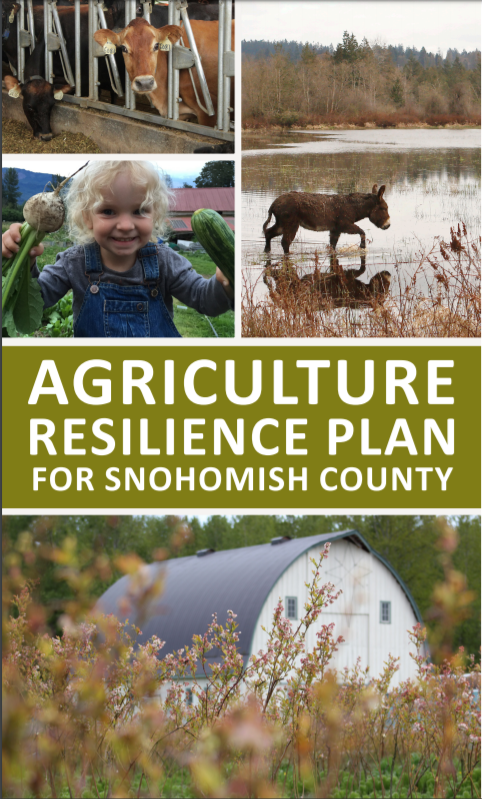 AGRICULTURE
RESILIENCE PLAN
FOR SNOHOMISH COUNTY